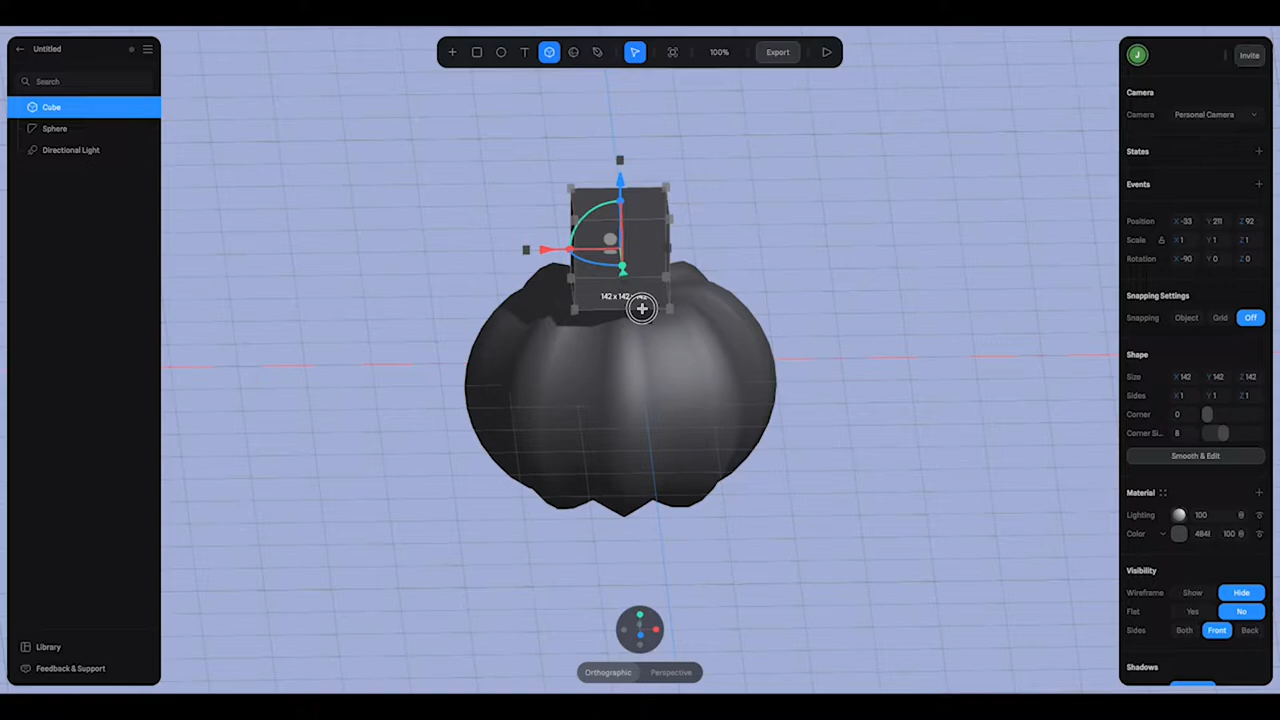 Untitled
Search
Cube
Sphere
Directional Light
Library
Feedback & Support
T
100%
Export
142 x 142
Orthographic
Perspective
J
Invite
Camera
Camera Personal Camera
States
Events
Position X -33 Y 211 Z 92
Scale X 1 Y 1 Z 1
Rotation X -90 Y 0 Z 0
Snapping Settings
Snapping Object Grid Off
Shape
Size X 142 Y 142 Z 142
Sides X 1 Y 1 Z 1
Corner 0
Corner Si... 8
Smooth & Edit
Material
Lighting 100
Color 100
Visibility
Wireframe Show Hide
Flat Yes No
Sides Both Front Back
Shadows